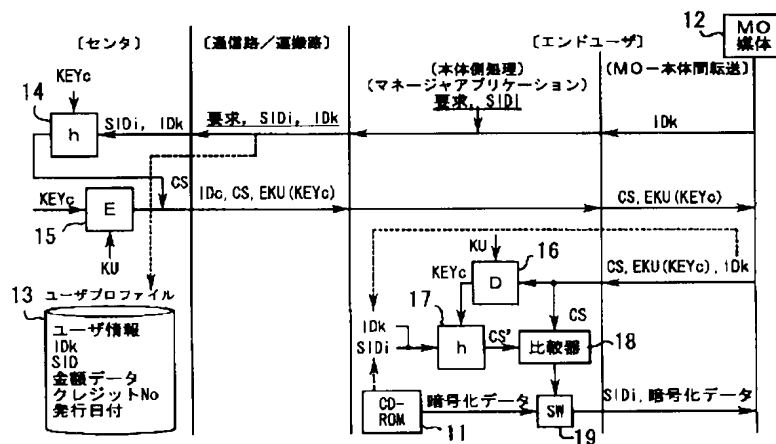 12
MO
媒体
〔センタ〕
〔通信路/運搬路〕
〔エンドユーザ〕
(本体側処理)
(マネージャアプリケーション)
要求, SIDi
(MO-本体間転送)
14
KEYc
h
SIDi, IDk
要求, SIDi, IDk
IDk
CS
KEYc
E
15
KU
IDc, CS, EKU(KEYc)
CS, EKU(KEYc)
KU
16
KEYc
D
CS, EKU(KEYc), iDk
17
IDk
SIDi
h
CS'
CS
比較器
18
13
ユーザプロファイル
ユーザ情報
IDk
SID
金額データ
クレジットNo
発行日付
CD-
ROM
11
暗号化データ
SW
19
SIDi, 暗号化データ